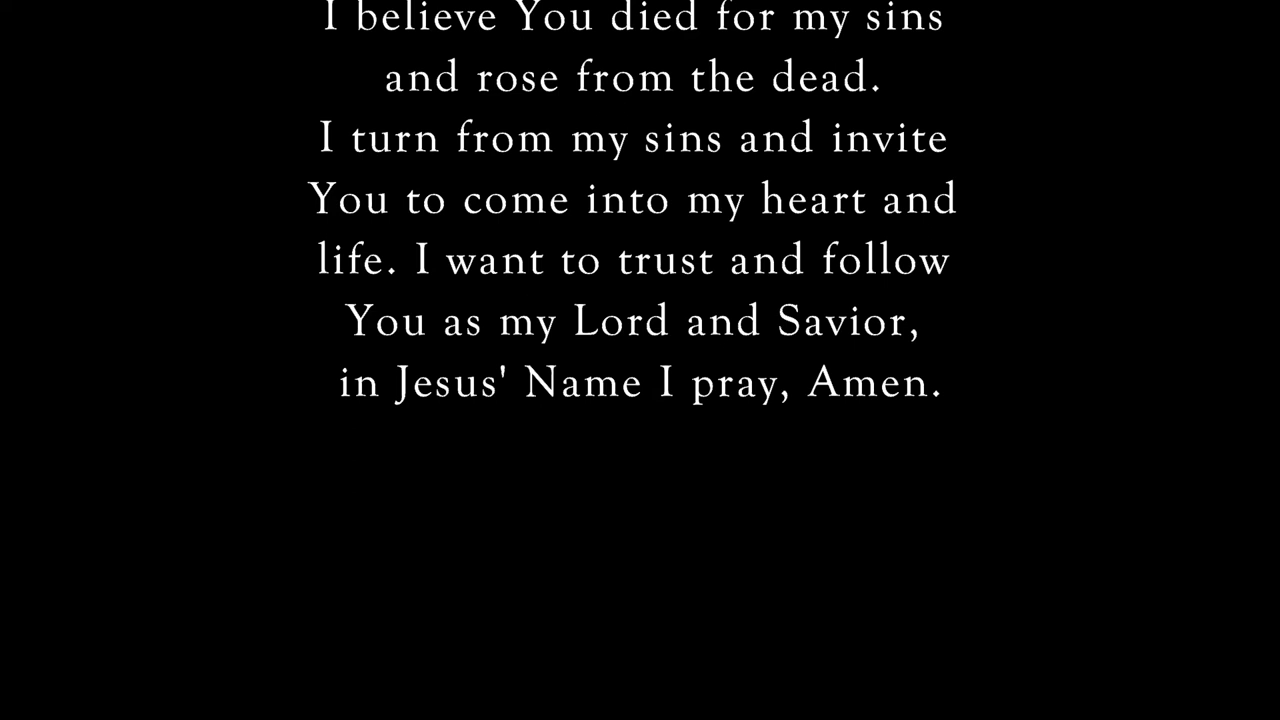 I believe You died for my sins
and rose from the dead.
I turn from my sins and invite
You to come into my heart and
life. I want to trust and follow
You as my Lord and Savior,
in Jesus' Name I pray, Amen.